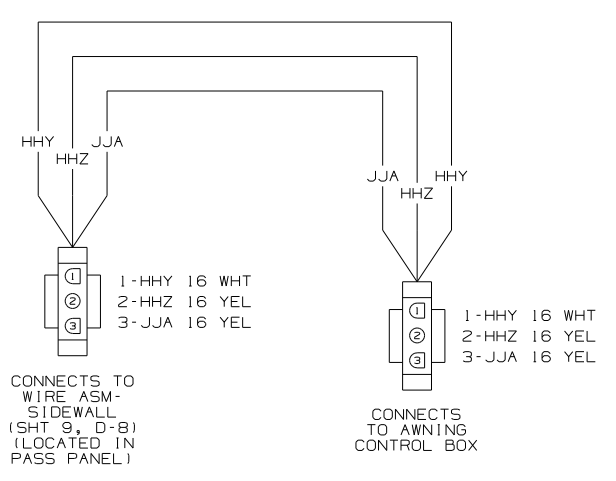 HHY
HHZ
JJA
JJA
HHZ
HHY
1
2
3
1-HHY 16 WHT
2-HHZ 16 YEL
3-JJA 16 YEL
1
2
3
1-HHY 16 WHT
2-HHZ 16 YEL
3-JJA 16 YEL
CONNECTS TO
WIRE ASM-
SIDEWALL
(SHT 9, D-8)
(LOCATED IN
PASS PANEL)
CONNECTS
TO AWNING
CONTROL BOX